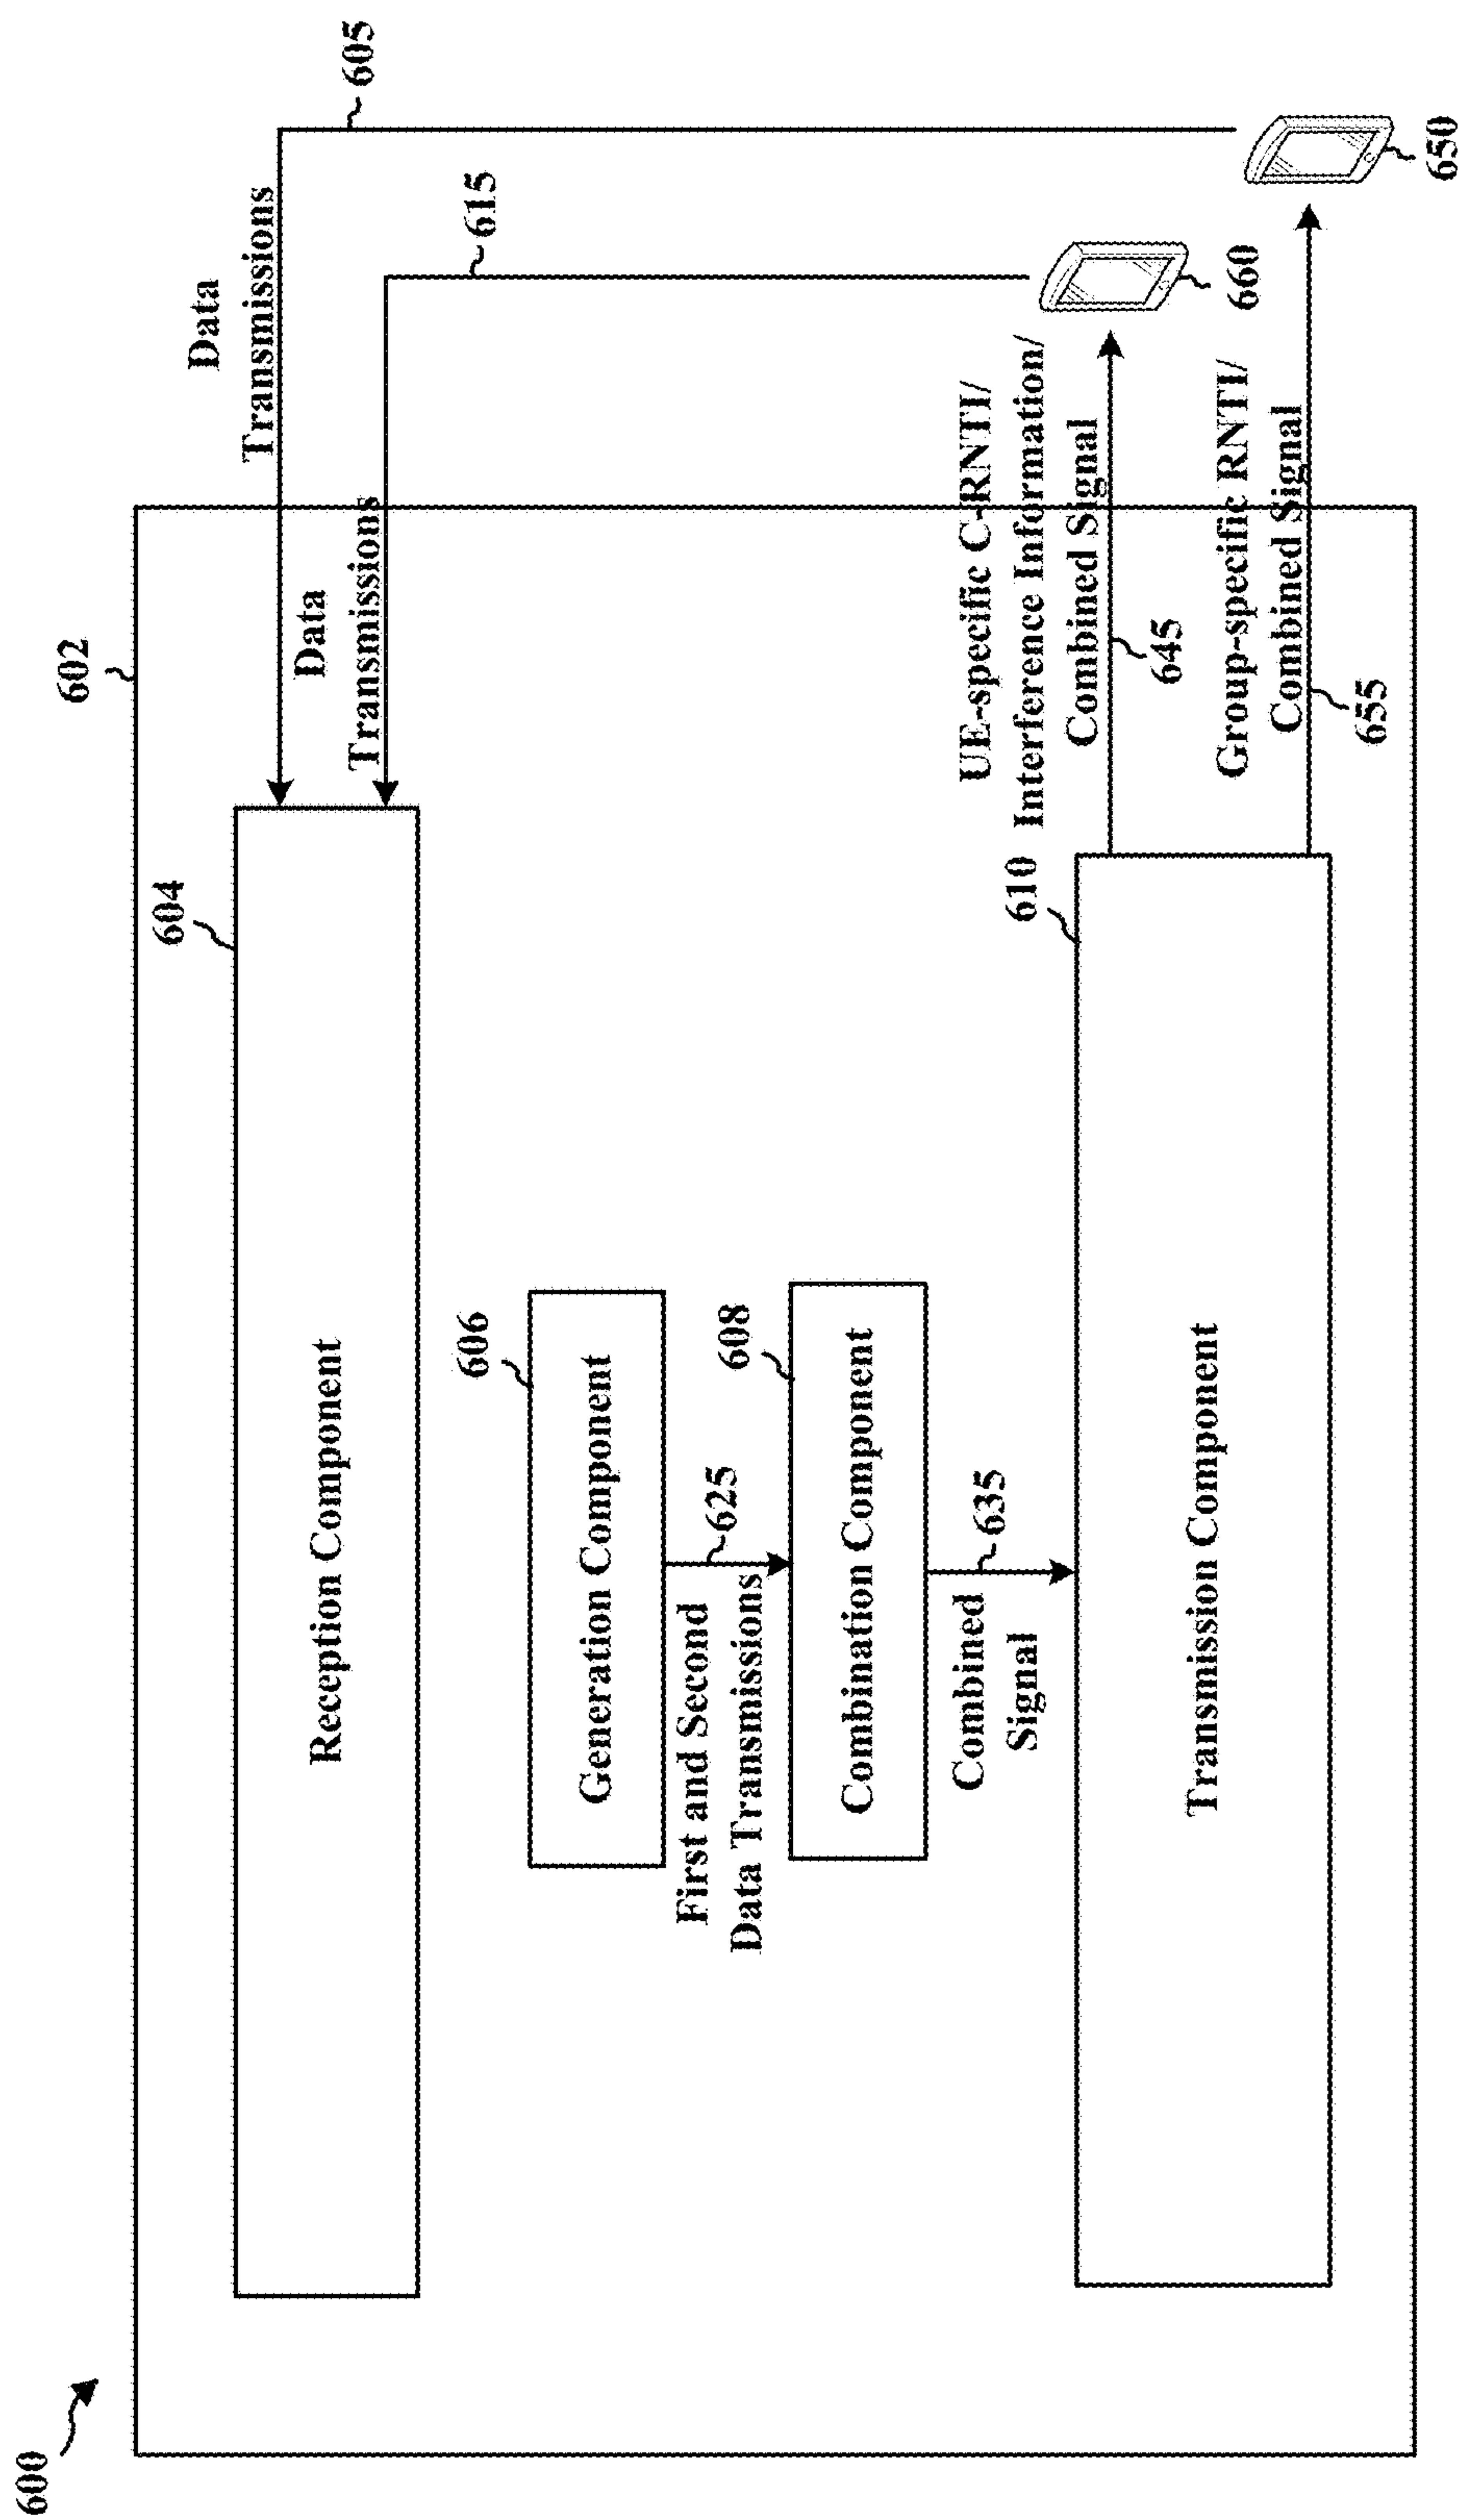 600
602
604
Reception Component
Data
Transmissions
605
Data
Transmissions
615
606
Generation Component
625
First and Second
Data Transmissions
608
Combination Component
635
Combined
Signal
610
Transmission Component
UE-specific C-RNTI/
Interference Information/
Combined Signal
645
660
Group-specific RNTI/
Combined Signal
655
650